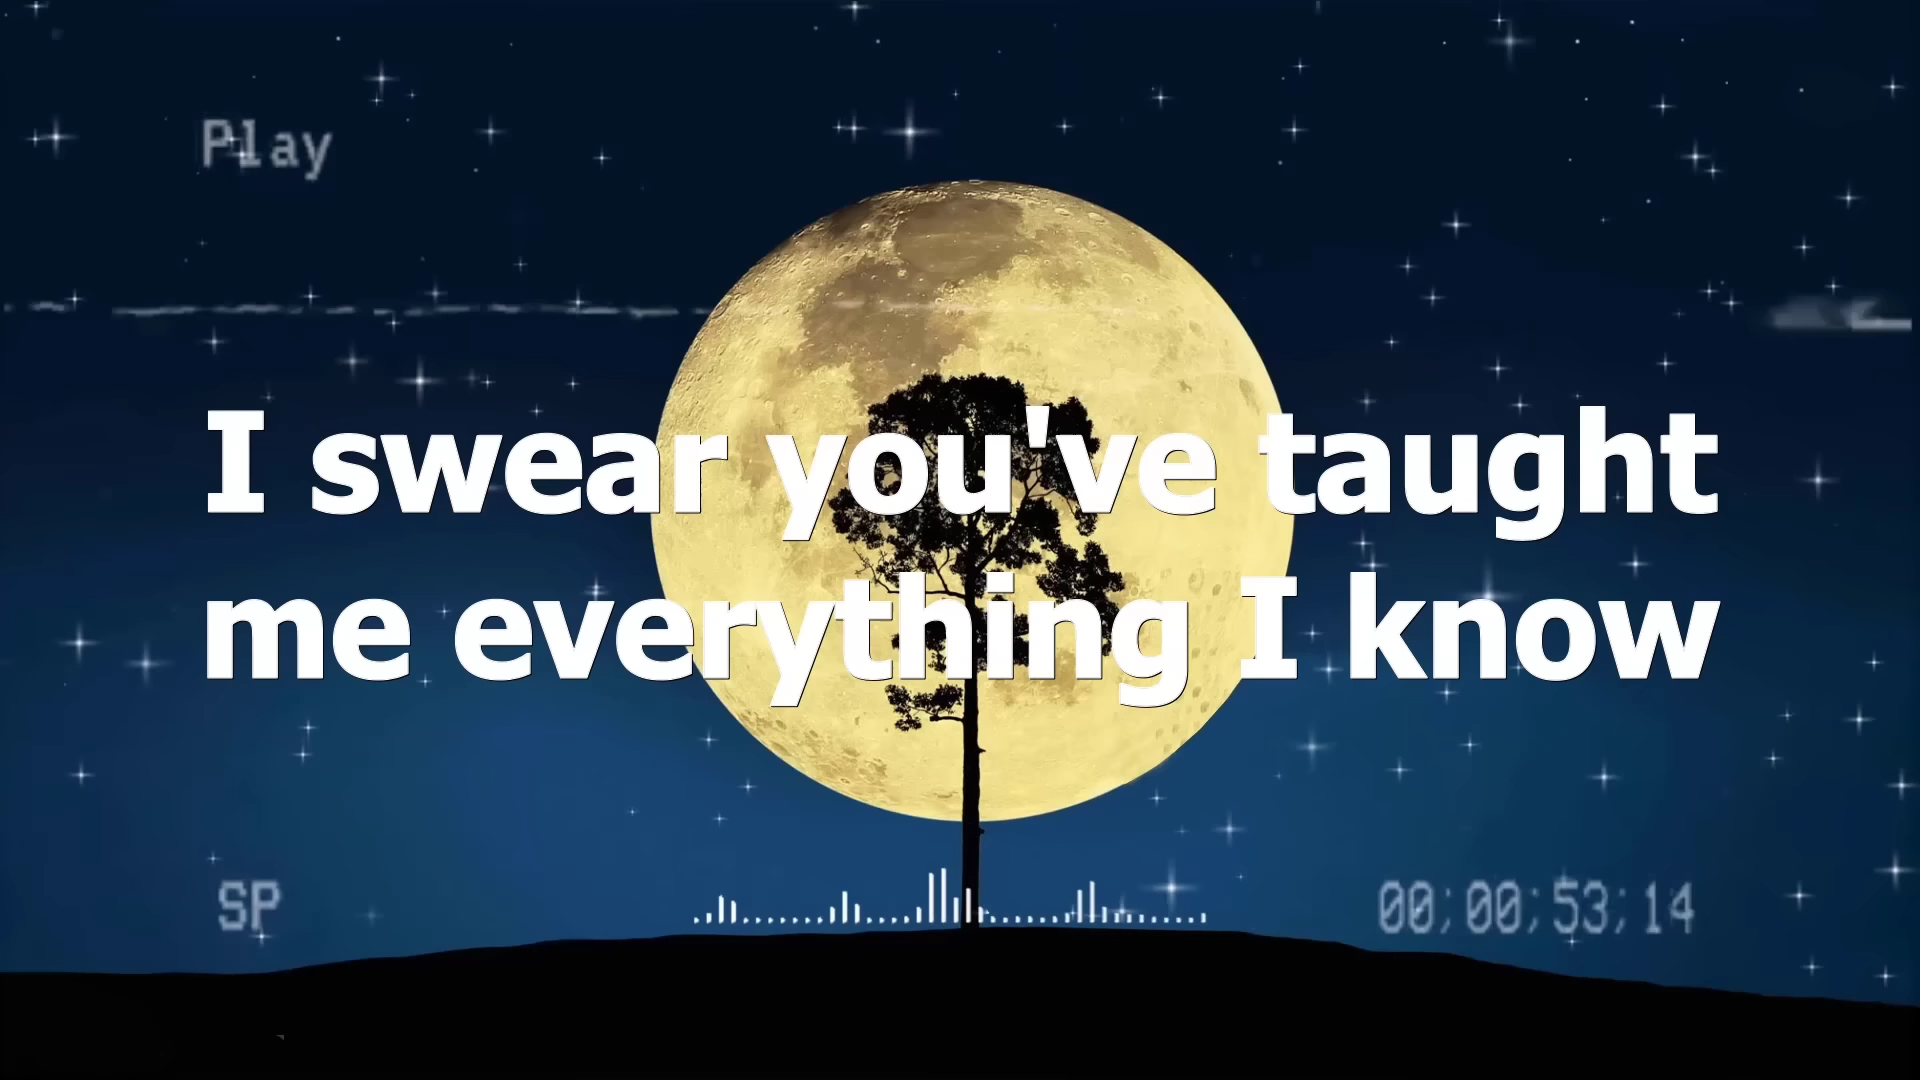 Play
I swear you've taught
me everything I know
SP
00;00;53;14